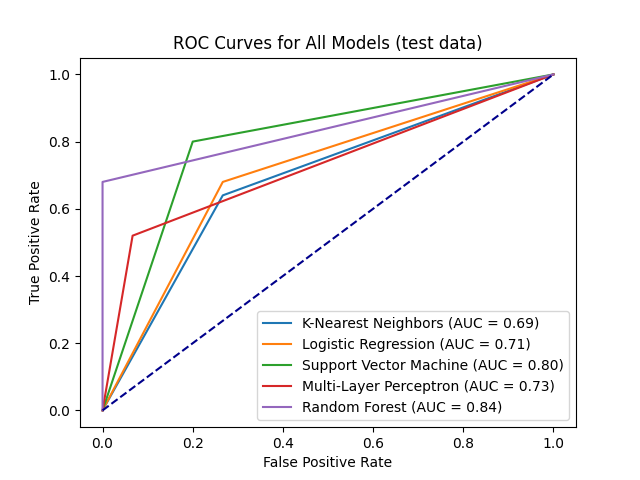 ROC Curves for All Models (test data)
True Positive Rate
1.0
0.8
0.6
0.4
0.2
0.0
K-Nearest Neighbors (AUC = 0.69)
Logistic Regression (AUC = 0.71)
Support Vector Machine (AUC = 0.80)
Multi-Layer Perceptron (AUC = 0.73)
Random Forest (AUC = 0.84)
0.0 0.2 0.4 0.6 0.8 1.0
False Positive Rate